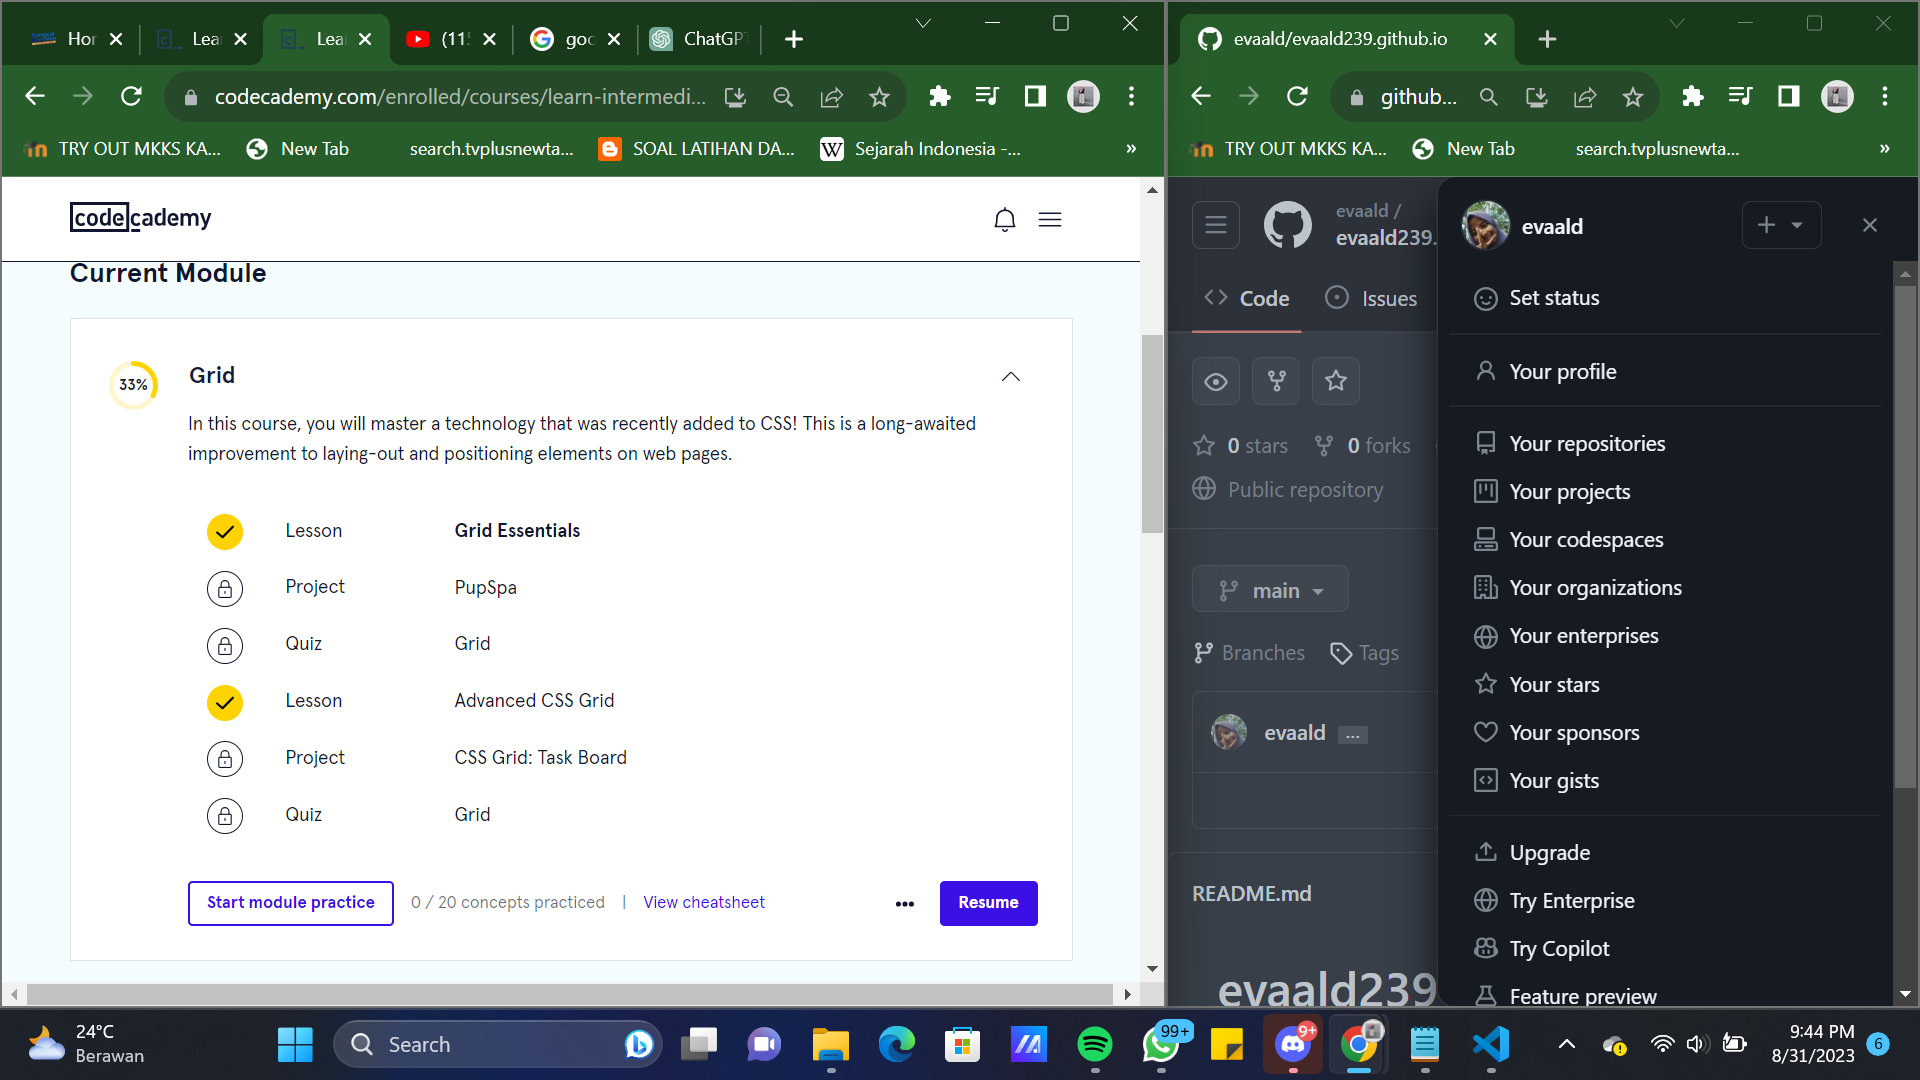 Hor
Lea
Lea
(11
goo
ChatGP
codecademy.com/enrolled/courses/learn-intermedi...
TRY OUT MKKS KA...
New Tab
search.tvplusnewta...
SOAL LATIHAN DA...
W
Sejarah Indonesia -...
»
codecademy
Current Module
33%
Grid
In this course, you will master a technology that was recently added to CSS! This is a long-awaited
improvement to laying-out and positioning elements on web pages.
Lesson Grid Essentials
Project PupSpa
Quiz Grid
Lesson Advanced CSS Grid
Project CSS Grid: Task Board
Quiz Grid
Start module practice 0 / 20 concepts practiced | View cheatsheet ••• Resume
evaald/evaald239.github.io
github...
TRY OUT MKKS KA...
New Tab
search.tvplusnewta...
»
evaald /
evaald239.
Code
Issues
0 stars
0 forks
Public repository
main
Branches
Tags
evaald ...
README.md
evaald239
evaald
Set status
Your profile
Your repositories
Your projects
Your codespaces
Your organizations
Your enterprises
Your stars
Your sponsors
Your gists
Upgrade
Try Enterprise
Try Copilot
Feature preview
24°C
Berawan
Search
99+
9+
9:44 PM
8/31/2023
6